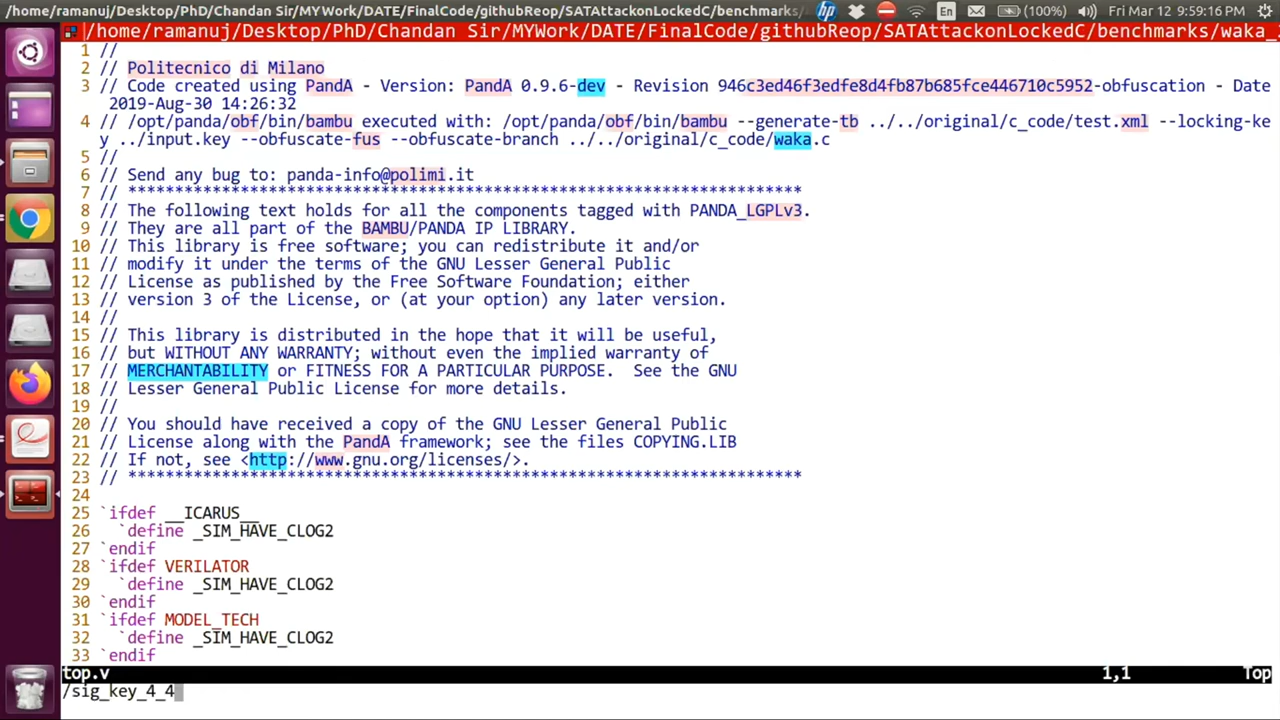 /home/ramanuj/Desktop/PhD/Chandan Sir/MYWork/DATE/FinalCode/githubReop/SATAttackonLockedC/benchmarks/
hp
En
(100%)
Fri Mar 12 9:59:16 PM
/home/ramanuj/Desktop/PhD/Chandan Sir/MYWork/DATE/FinalCode/githubReop/SATAttackonLockedC/benchmarks/waka_
1 //
2 // Politecnico di Milano
3 // Code created using PandA - Version: PandA 0.9.6-dev - Revision 946c3ed46f3edfe8d4fb87b685fce446710c5952-obfuscation - Date
2019-Aug-30 14:26:32
4 // /opt/panda/obf/bin/bambu executed with: /opt/panda/obf/bin/bambu --generate-tb ../../original/c_code/test.xml --locking-ke
y ../input.key --obfuscate-fus --obfuscate-branch ../../original/c_code/waka.c
5 //
6 // Send any bug to: panda-info@polimi.it
7 // ************************************************************************
8 // The following text holds for all the components tagged with PANDA_LGPLv3.
9 // They are all part of the BAMBU/PANDA IP LIBRARY.
10 // This library is free software; you can redistribute it and/or
11 // modify it under the terms of the GNU Lesser General Public
12 // License as published by the Free Software Foundation; either
13 // version 3 of the License, or (at your option) any later version.
14 //
15 // This library is distributed in the hope that it will be useful,
16 // but WITHOUT ANY WARRANTY; without even the implied warranty of
17 // MERCHANTABILITY or FITNESS FOR A PARTICULAR PURPOSE.  See the GNU
18 // Lesser General Public License for more details.
19 //
20 // You should have received a copy of the GNU Lesser General Public
21 // License along with the PandA framework; see the files COPYING.LIB
22 // If not, see <http://www.gnu.org/licenses/>.
23 // ************************************************************************
24
25 `ifdef __ICARUS__
26   `define _SIM_HAVE_CLOG2
27 `endif
28 `ifdef VERILATOR
29   `define _SIM_HAVE_CLOG2
30 `endif
31 `ifdef MODEL_TECH
32   `define _SIM_HAVE_CLOG2
33 `endif
top.v 1,1 Top
/sig_key_4_4